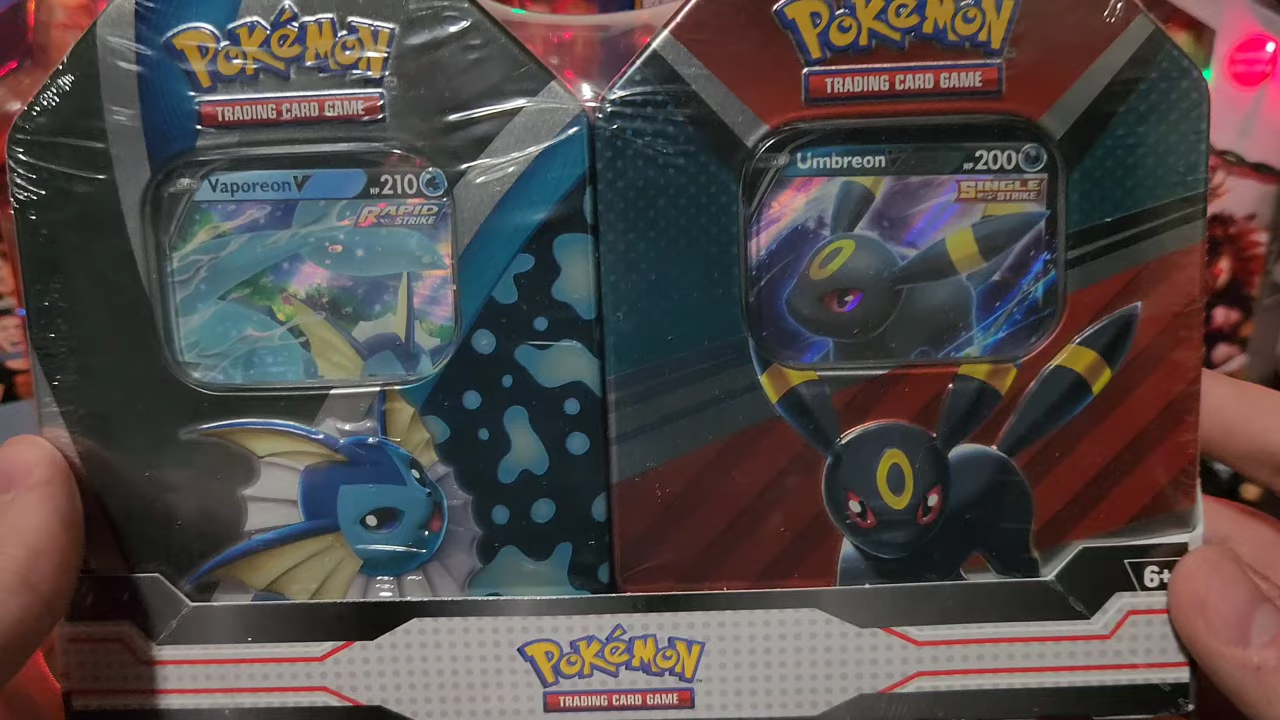 POKéMON
TRADING CARD GAME
Vaporeon V HP 210
RAPID
STRIKE
POKéMON
TRADING CARD GAME
Umbreon V HP 200
SINGLE
STRIKE
6+
POKéMON™
TRADING CARD GAME